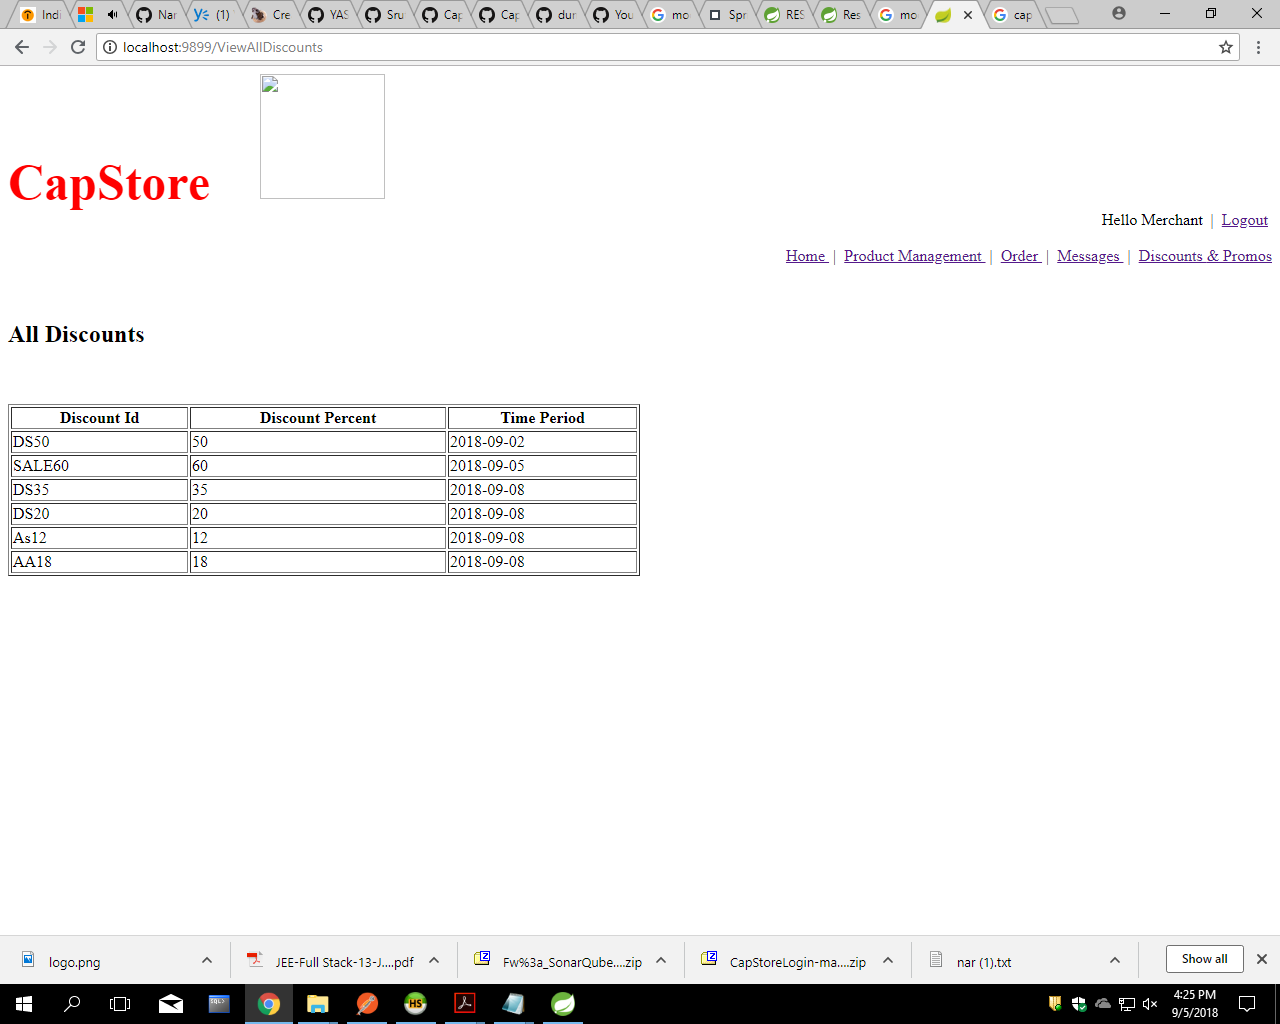 Indi
Nar
(1)
Cre
YAS
Sru
Cap
Cap
dur
You
mo
Spr
RES
Res
mo
cap
localhost:9899/ViewAllDiscounts
CapStore
Hello Merchant | Logout
Home | Product Management | Order | Messages | Discounts & Promos
All Discounts
Discount Id Discount Percent Time Period
DS50 50 2018-09-02
SALE60 60 2018-09-05
DS35 35 2018-09-08
DS20 20 2018-09-08
As12 12 2018-09-08
AA18 18 2018-09-08
logo.png
JEE-Full Stack-13-J....pdf
Fw%3a_SonarQube....zip
CapStoreLogin-ma....zip
nar (1).txt
Show all
4:25 PM
9/5/2018